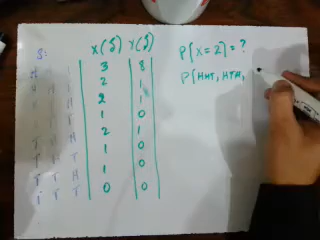 S: X(ζ) Y(ζ) P[X=2] = ?
H 3 8 P[HHT, HTH,
H 2 1
H T H 2 1
1 0
T H 2 1
T H T 1 0
T T H 1 0
T T T 0 0